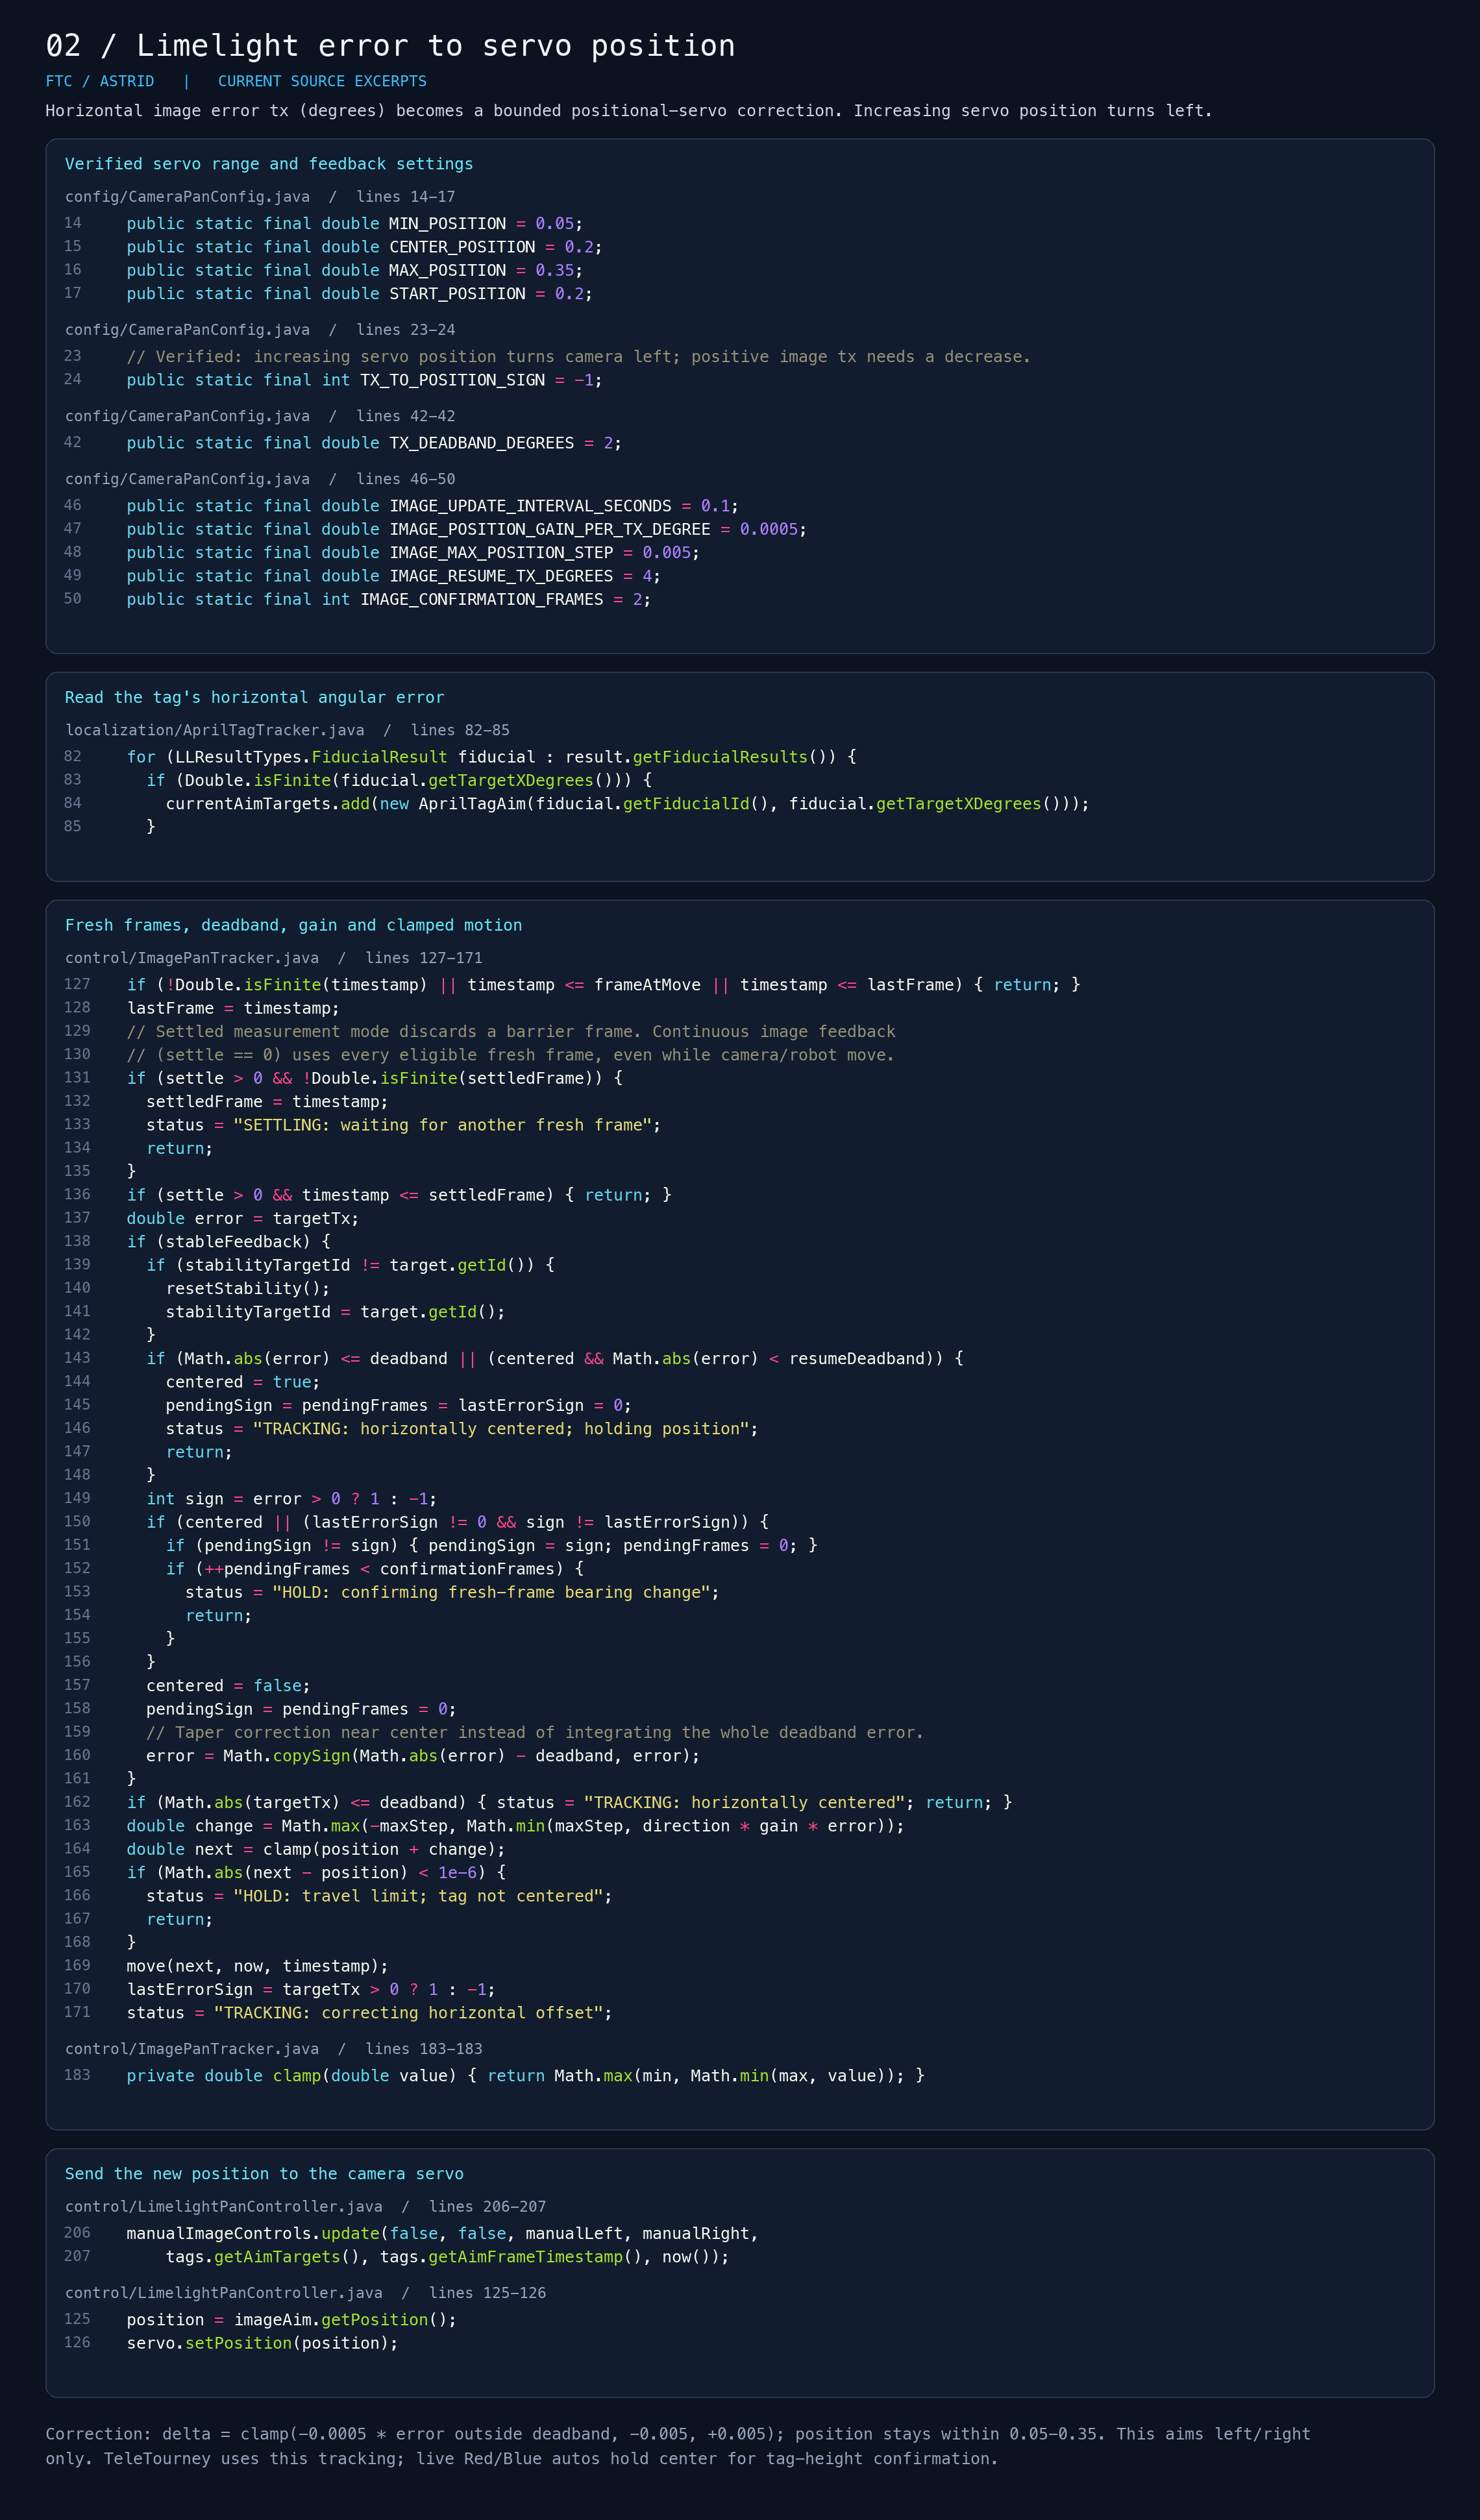 02 / Limelight error to servo position
FTC / ASTRID   |   CURRENT SOURCE EXCERPTS
Horizontal image error tx (degrees) becomes a bounded positional-servo correction. Increasing servo position turns left.
Verified servo range and feedback settings
config/CameraPanConfig.java  /  lines 14-17
14    public static final double MIN_POSITION = 0.05;
15    public static final double CENTER_POSITION = 0.2;
16    public static final double MAX_POSITION = 0.35;
17    public static final double START_POSITION = 0.2;
config/CameraPanConfig.java  /  lines 23-24
23    // Verified: increasing servo position turns camera left; positive image tx needs a decrease.
24    public static final int TX_TO_POSITION_SIGN = -1;
config/CameraPanConfig.java  /  lines 42-42
42    public static final double TX_DEADBAND_DEGREES = 2;
config/CameraPanConfig.java  /  lines 46-50
46    public static final double IMAGE_UPDATE_INTERVAL_SECONDS = 0.1;
47    public static final double IMAGE_POSITION_GAIN_PER_TX_DEGREE = 0.0005;
48    public static final double IMAGE_MAX_POSITION_STEP = 0.005;
49    public static final double IMAGE_RESUME_TX_DEGREES = 4;
50    public static final int IMAGE_CONFIRMATION_FRAMES = 2;
Read the tag's horizontal angular error
localization/AprilTagTracker.java  /  lines 82-85
82    for (LLResultTypes.FiducialResult fiducial : result.getFiducialResults()) {
83      if (Double.isFinite(fiducial.getTargetXDegrees())) {
84        currentAimTargets.add(new AprilTagAim(fiducial.getFiducialId(), fiducial.getTargetXDegrees()));
85      }
Fresh frames, deadband, gain and clamped motion
control/ImagePanTracker.java  /  lines 127-171
127   if (!Double.isFinite(timestamp) || timestamp <= frameAtMove || timestamp <= lastFrame) { return; }
128   lastFrame = timestamp;
129   // Settled measurement mode discards a barrier frame. Continuous image feedback
130   // (settle == 0) uses every eligible fresh frame, even while camera/robot move.
131   if (settle > 0 && !Double.isFinite(settledFrame)) {
132     settledFrame = timestamp;
133     status = "SETTLING: waiting for another fresh frame";
134     return;
135   }
136   if (settle > 0 && timestamp <= settledFrame) { return; }
137   double error = targetTx;
138   if (stableFeedback) {
139     if (stabilityTargetId != target.getId()) {
140       resetStability();
141       stabilityTargetId = target.getId();
142     }
143     if (Math.abs(error) <= deadband || (centered && Math.abs(error) < resumeDeadband)) {
144       centered = true;
145       pendingSign = pendingFrames = lastErrorSign = 0;
146       status = "TRACKING: horizontally centered; holding position";
147       return;
148     }
149     int sign = error > 0 ? 1 : -1;
150     if (centered || (lastErrorSign != 0 && sign != lastErrorSign)) {
151       if (pendingSign != sign) { pendingSign = sign; pendingFrames = 0; }
152       if (++pendingFrames < confirmationFrames) {
153         status = "HOLD: confirming fresh-frame bearing change";
154         return;
155       }
156     }
157     centered = false;
158     pendingSign = pendingFrames = 0;
159     // Taper correction near center instead of integrating the whole deadband error.
160     error = Math.copySign(Math.abs(error) - deadband, error);
161   }
162   if (Math.abs(targetTx) <= deadband) { status = "TRACKING: horizontally centered"; return; }
163   double change = Math.max(-maxStep, Math.min(maxStep, direction * gain * error));
164   double next = clamp(position + change);
165   if (Math.abs(next - position) < 1e-6) {
166     status = "HOLD: travel limit; tag not centered";
167     return;
168   }
169   move(next, now, timestamp);
170   lastErrorSign = targetTx > 0 ? 1 : -1;
171   status = "TRACKING: correcting horizontal offset";
control/ImagePanTracker.java  /  lines 183-183
183   private double clamp(double value) { return Math.max(min, Math.min(max, value)); }
Send the new position to the camera servo
control/LimelightPanController.java  /  lines 206-207
206   manualImageControls.update(false, false, manualLeft, manualRight,
207       tags.getAimTargets(), tags.getAimFrameTimestamp(), now());
control/LimelightPanController.java  /  lines 125-126
125   position = imageAim.getPosition();
126   servo.setPosition(position);
Correction: delta = clamp(-0.0005 * error outside deadband, -0.005, +0.005); position stays within 0.05-0.35. This aims left/right
only. TeleTourney uses this tracking; live Red/Blue autos hold center for tag-height confirmation.